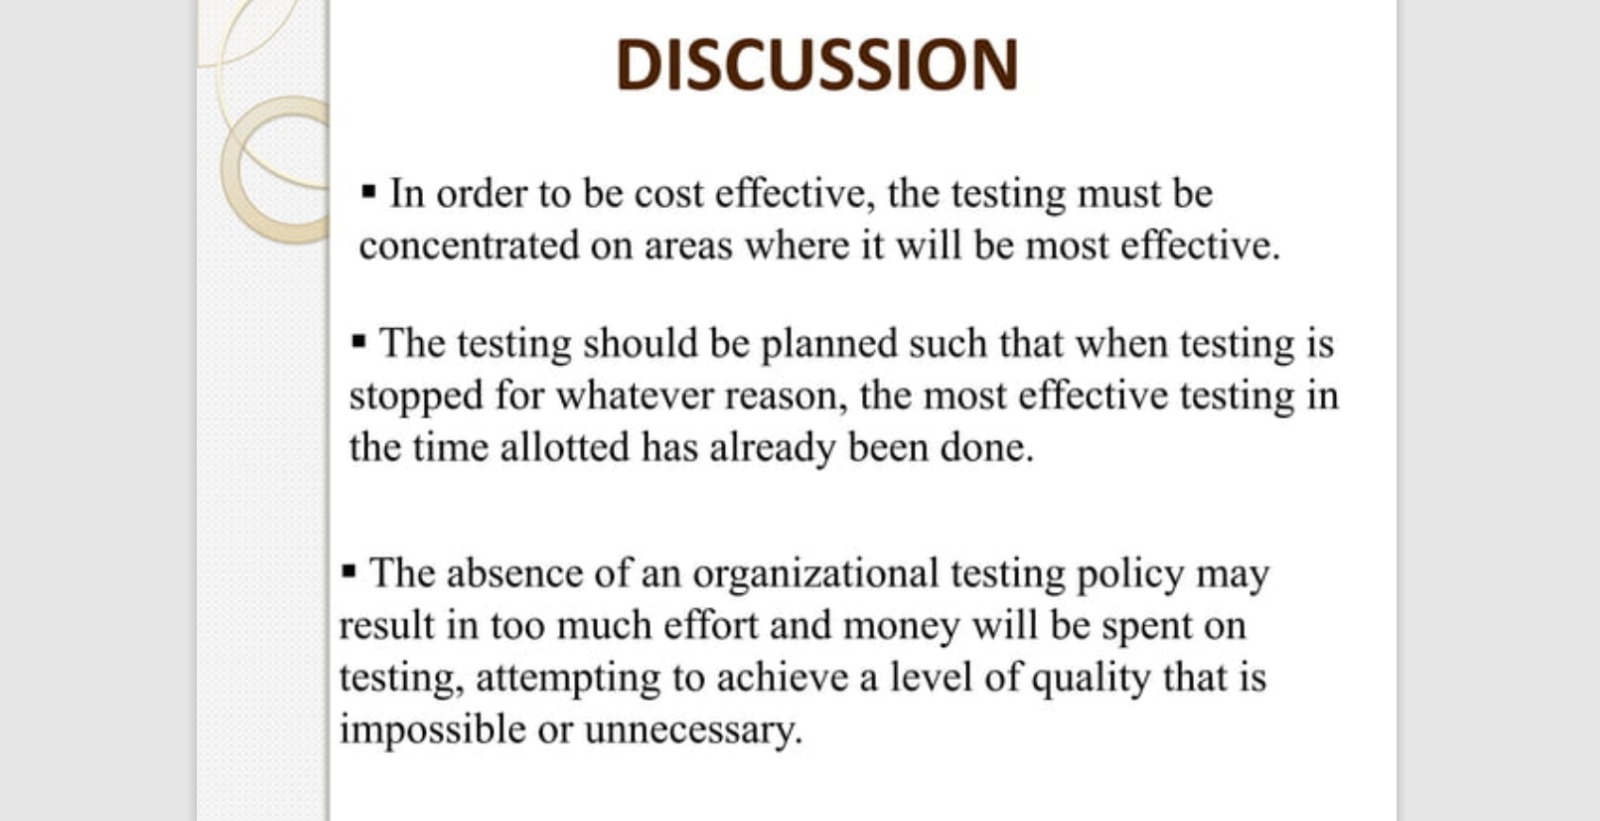 DISCUSSION
▪ In order to be cost effective, the testing must be
concentrated on areas where it will be most effective.
▪ The testing should be planned such that when testing is
stopped for whatever reason, the most effective testing in
the time allotted has already been done.
▪ The absence of an organizational testing policy may
result in too much effort and money will be spent on
testing, attempting to achieve a level of quality that is
impossible or unnecessary.